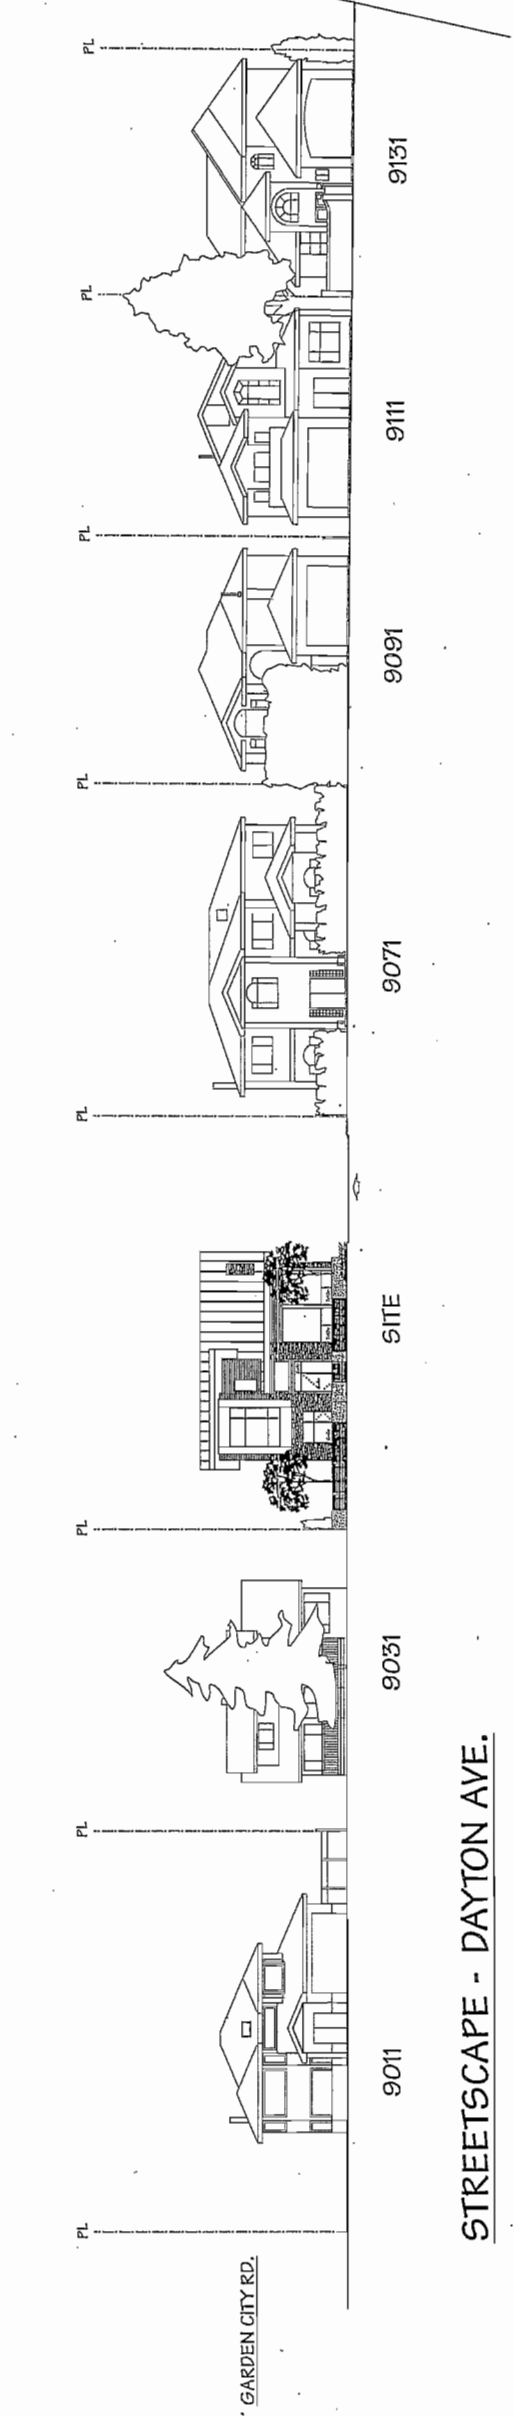 PL
PL
PL
PL
PL
PL
PL
PL
GARDEN CITY RD.
9011
9031
SITE
9071
9091
9111
9131
STREETSCAPE - DAYTON AVE.